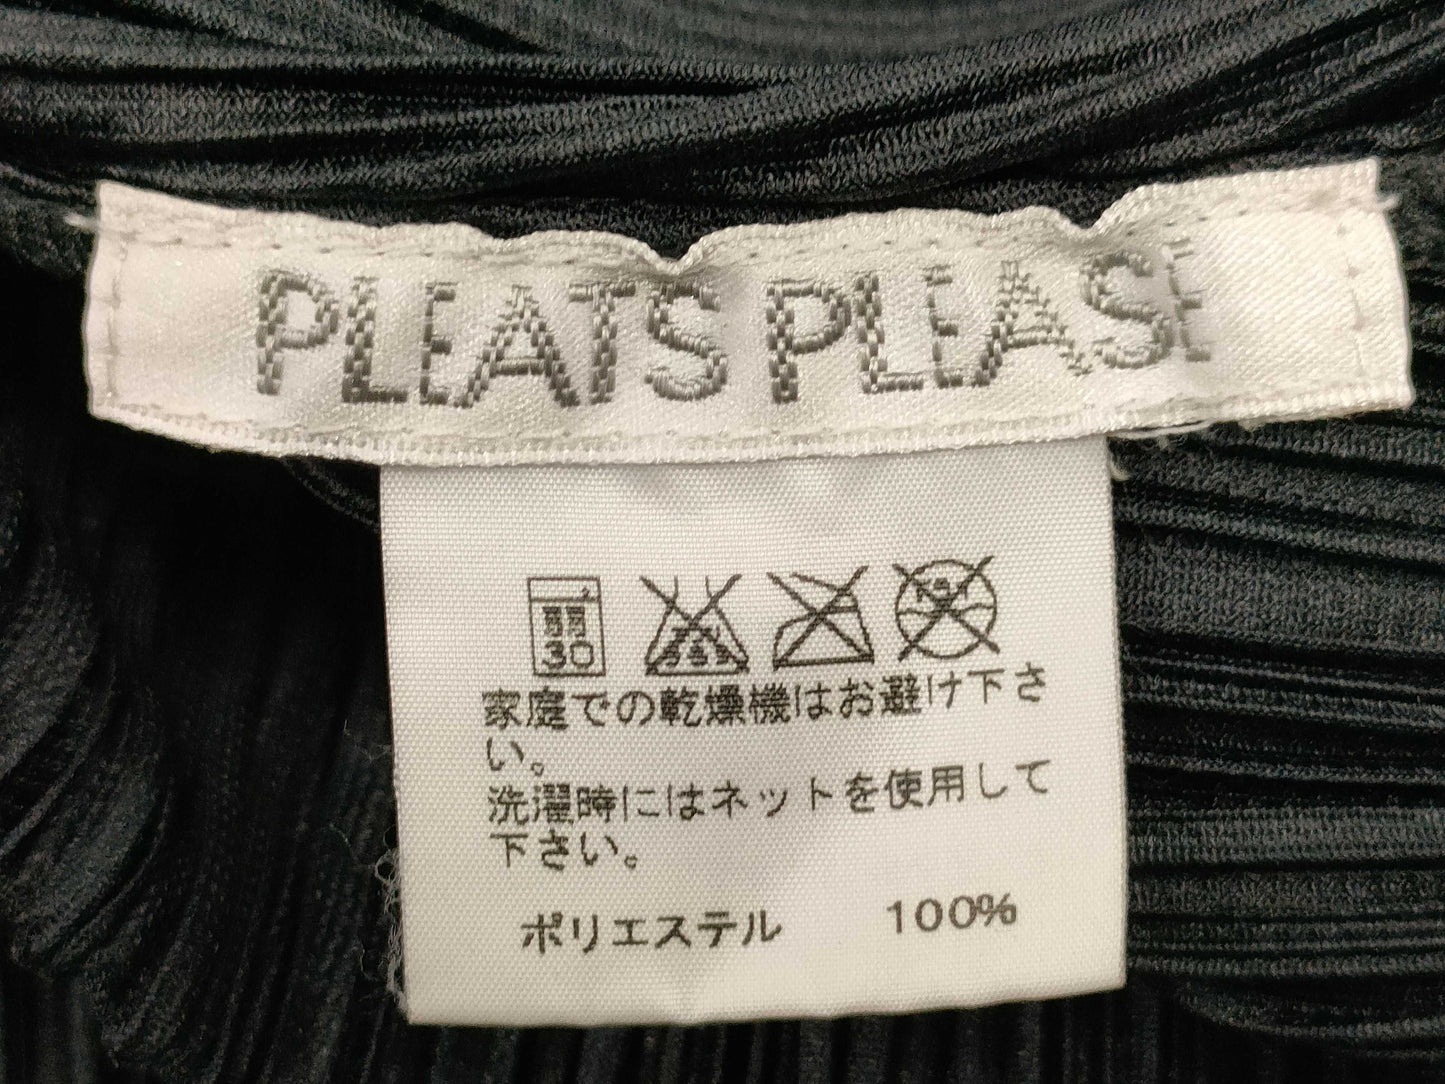 PLEATS PLEASE
30
家庭での乾燥機はお避け下さ
い。
洗濯時にはネットを使用して
下さい。
ポリエステル 100%